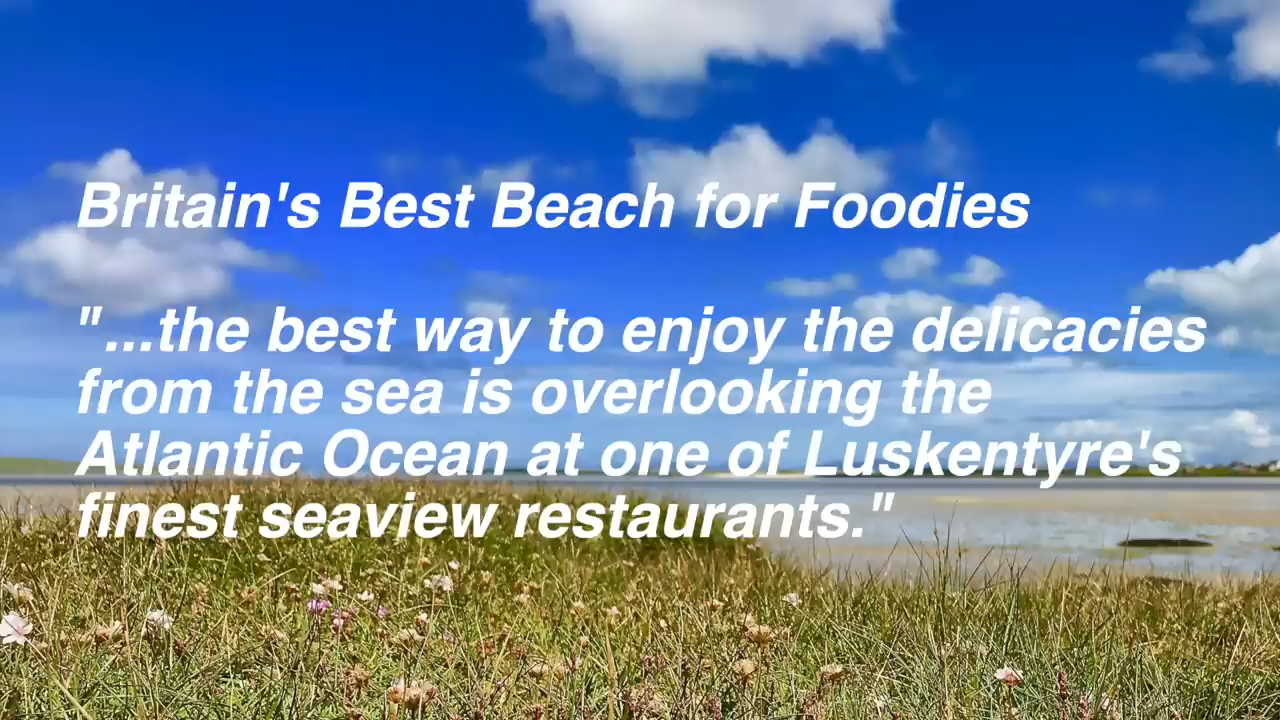 Britain's Best Beach for Foodies
"...the best way to enjoy the delicacies
from the sea is overlooking the
Atlantic Ocean at one of Luskentyre's
finest seaview restaurants."